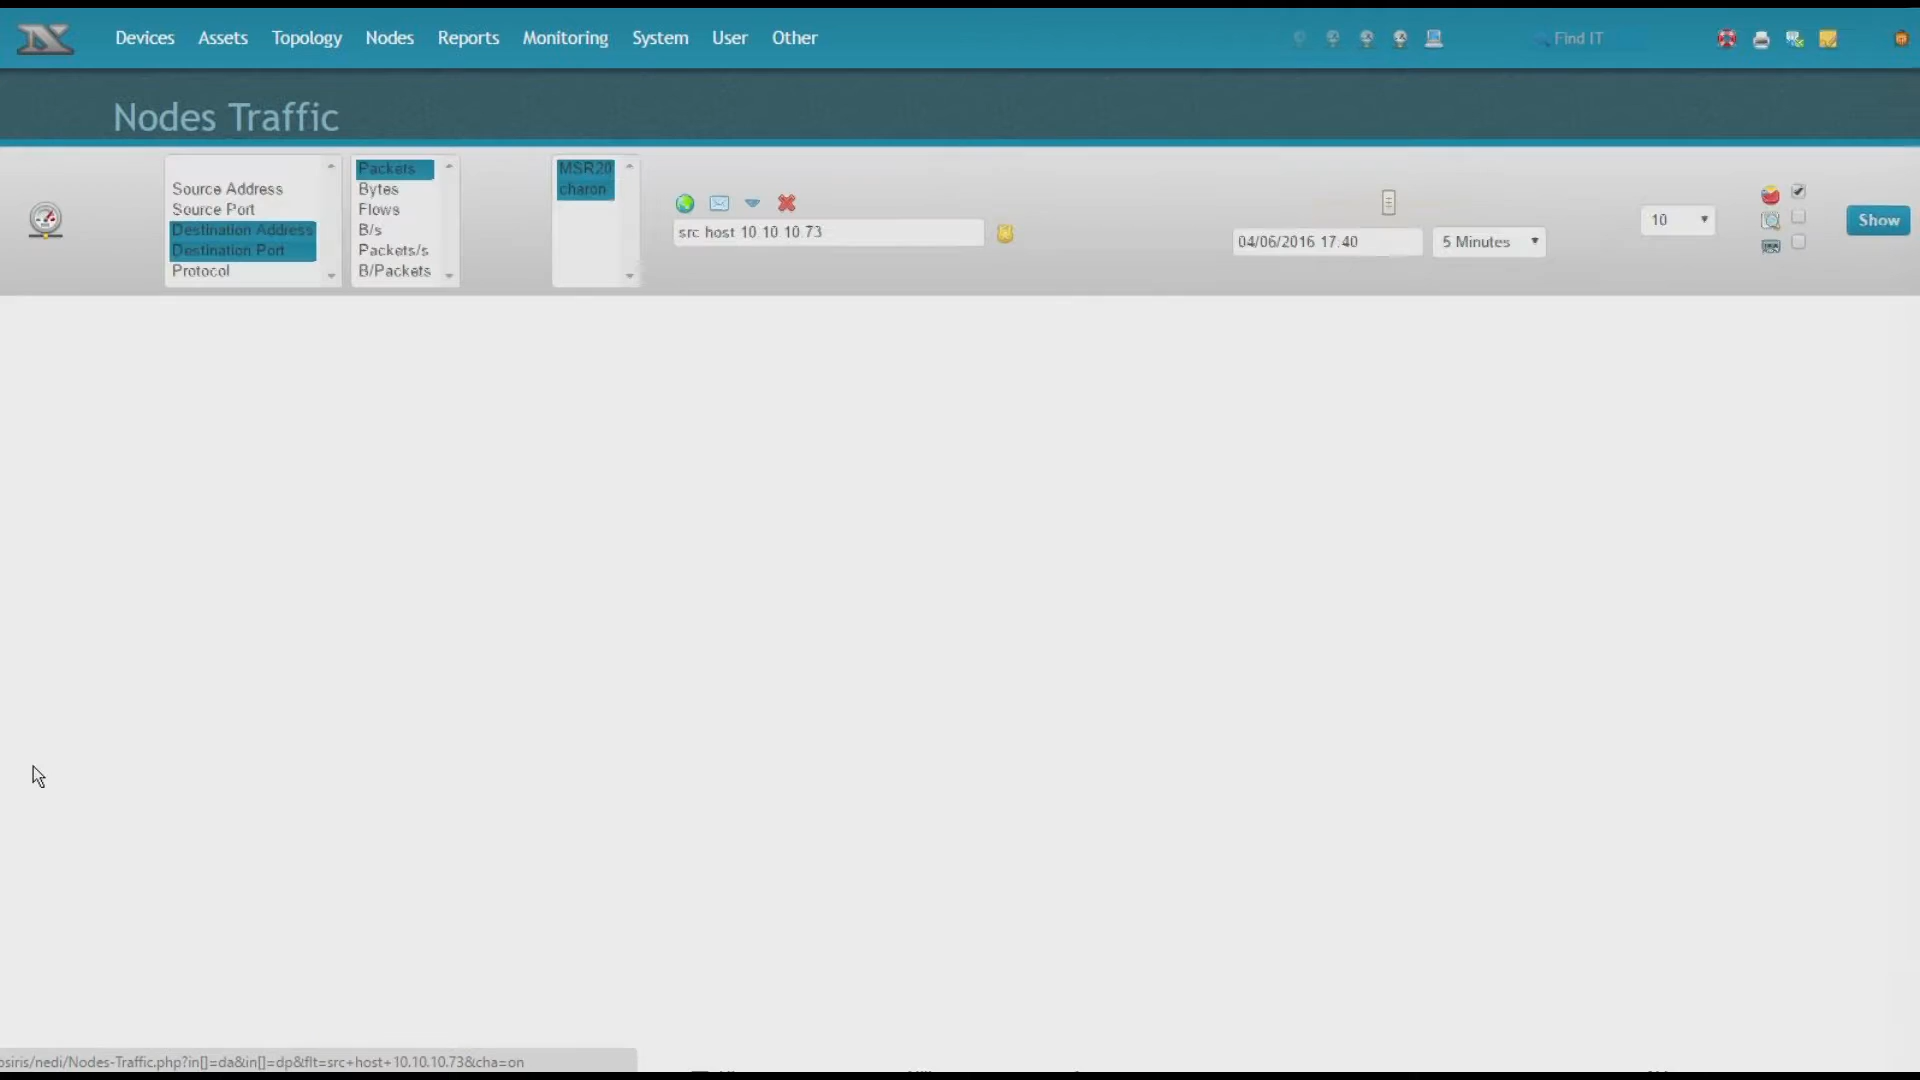 Devices Assets Topology Nodes Reports Monitoring System User Other Find IT
Nodes Traffic
Source Address
Source Port
Destination Address
Destination Port
Protocol
Packets
Bytes
Flows
B/s
Packets/s
B/Packets
MSR20
charon
src host 10 10 10 73
04/06/2016 17:40
5 Minutes
10
Show
osiris/nedi/Nodes-Traffic.php?in[]=da&in[]=dp&flt=src+host+10.10.10.73&cha=on